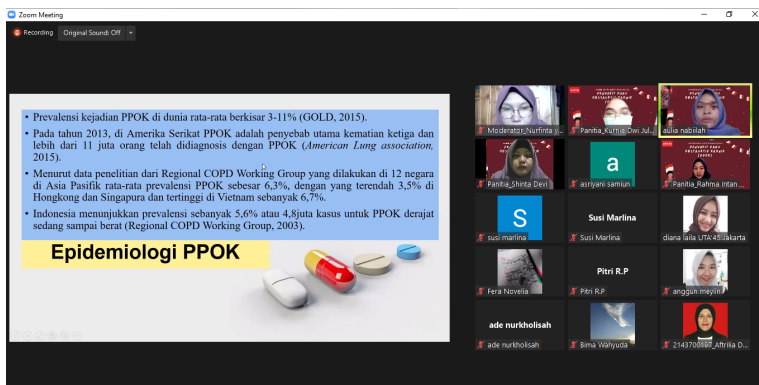 Zoom Meeting
Recording
Original Sound: Off
• Prevalensi kejadian PPOK di dunia rata-rata berkisar 3-11% (GOLD, 2015).
• Pada tahun 2013, di Amerika Serikat PPOK adalah penyebab utama kematian ketiga dan
lebih dari 11 juta orang telah didiagnosis dengan PPOK (American Lung association,
2015).
• Menurut data penelitian dari Regional COPD Working Group yang dilakukan di 12 negara
di Asia Pasifik rata-rata prevalensi PPOK sebesar 6,3%, dengan yang terendah 3,5% di
Hongkong dan Singapura dan tertinggi di Vietnam sebanyak 6,7%.
• Indonesia menunjukkan prevalensi sebanyak 5,6% atau 4,8juta kasus untuk PPOK derajat
sedang sampai berat (Regional COPD Working Group, 2003).
Epidemiologi PPOK
Moderator_Nurfinta y...
Panitia_Kurnia Dwi Jul...
aulia nabiilah
Panitia_Shinta Devi
a
asriyani samiun
Panitia_Rahma Intan ...
S
susi marlina
Susi Marlina
Susi Marlina
diana laila UTA'45 Jakarta
Fera Novelia
Pitri R.P
Pitri R.P
anggun meylin
ade nurkholisah
ade nurkholisah
Bima Wahyuda
2143700197_Aftrilia D...